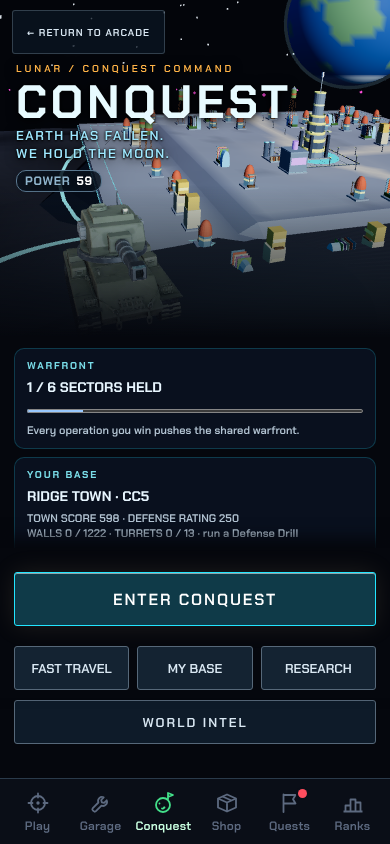 ← RETURN TO ARCADE
LUNAR / CONQUEST COMMAND
CONQUEST
EARTH HAS FALLEN.
WE HOLD THE MOON.
POWER 59
WARFRONT
1 / 6 SECTORS HELD
Every operation you win pushes the shared warfront.
YOUR BASE
RIDGE TOWN · CC5
TOWN SCORE 598 · DEFENSE RATING 250
WALLS 0 / 1222 · TURRETS 0 / 13 · run a Defense Drill
ENTER CONQUEST
FAST TRAVEL
MY BASE
RESEARCH
WORLD INTEL
Play
Garage
Conquest
Shop
Quests
Ranks